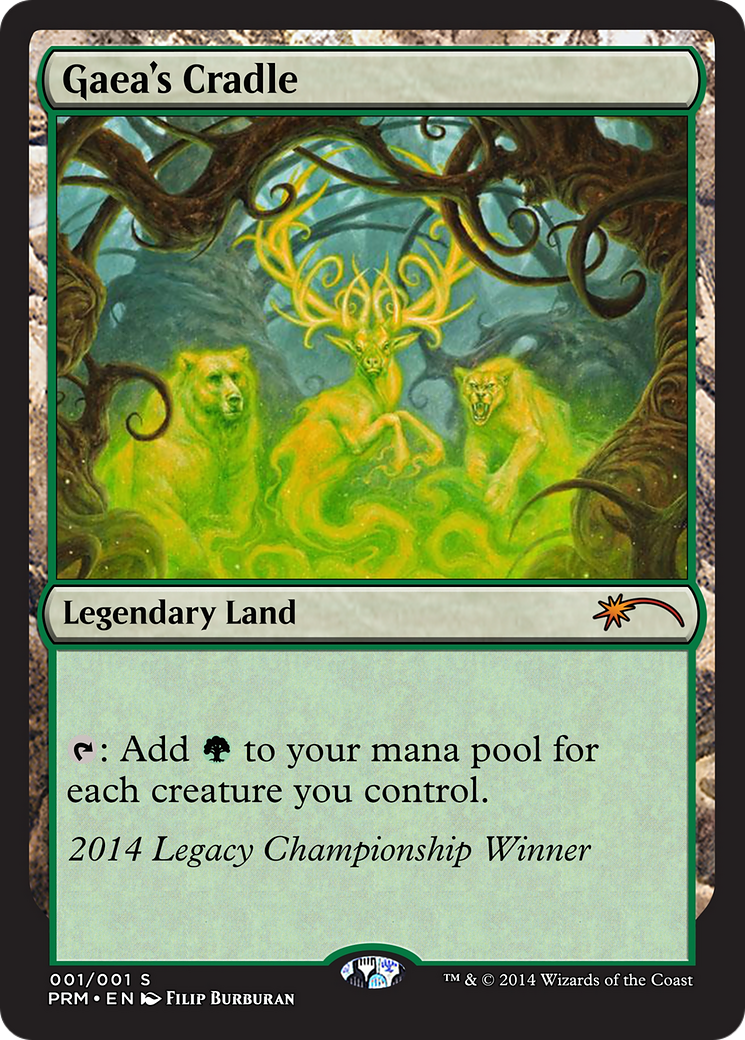 Gaea's Cradle
Legendary Land
: Add to your mana pool for
each creature you control.
2014 Legacy Championship Winner
001/001 S
PRM • EN Filip Burburan
™ & © 2014 Wizards of the Coast